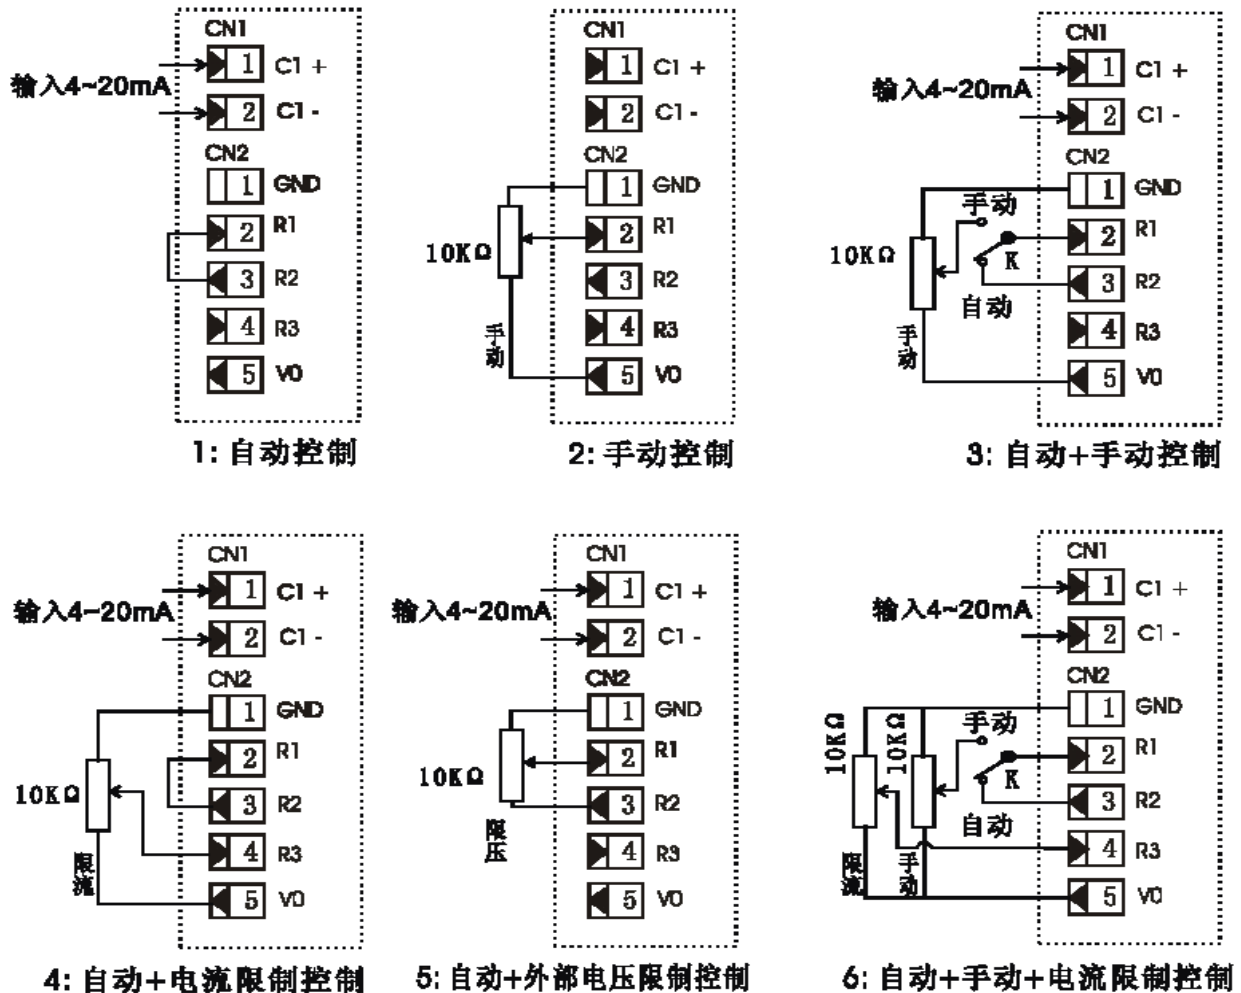 CN1
输入4~20mA
1 C1 +
2 C1 -
CN2
1 GND
2 R1
3 R2
4 R3
5 V0
1: 自动控制
CN1
1 C1 +
2 C1 -
CN2
1 GND
2 R1
10KΩ
3 R2
4 R3
手动
5 V0
2: 手动控制
CN1
输入4~20mA
1 C1 +
2 C1 -
CN2
1 GND
手动
2 R1
10KΩ
K
3 R2
自动
4 R3
手动
5 V0
3: 自动+手动控制
CN1
输入4~20mA
1 C1 +
2 C1 -
CN2
1 GND
2 R1
10KΩ
3 R2
4 R3
限流
5 V0
4: 自动+电流限制控制
CN1
输入4~20mA
1 C1 +
2 C1 -
CN2
1 GND
2 R1
10KΩ
3 R2
限压
4 R3
5 V0
5: 自动+外部电压限制控制
CN1
输入4~20mA
1 C1 +
2 C1 -
CN2
1 GND
10KΩ
10KΩ
手动
2 R1
K
3 R2
自动
4 R3
限流
手动
5 V0
6: 自动+手动+电流限制控制